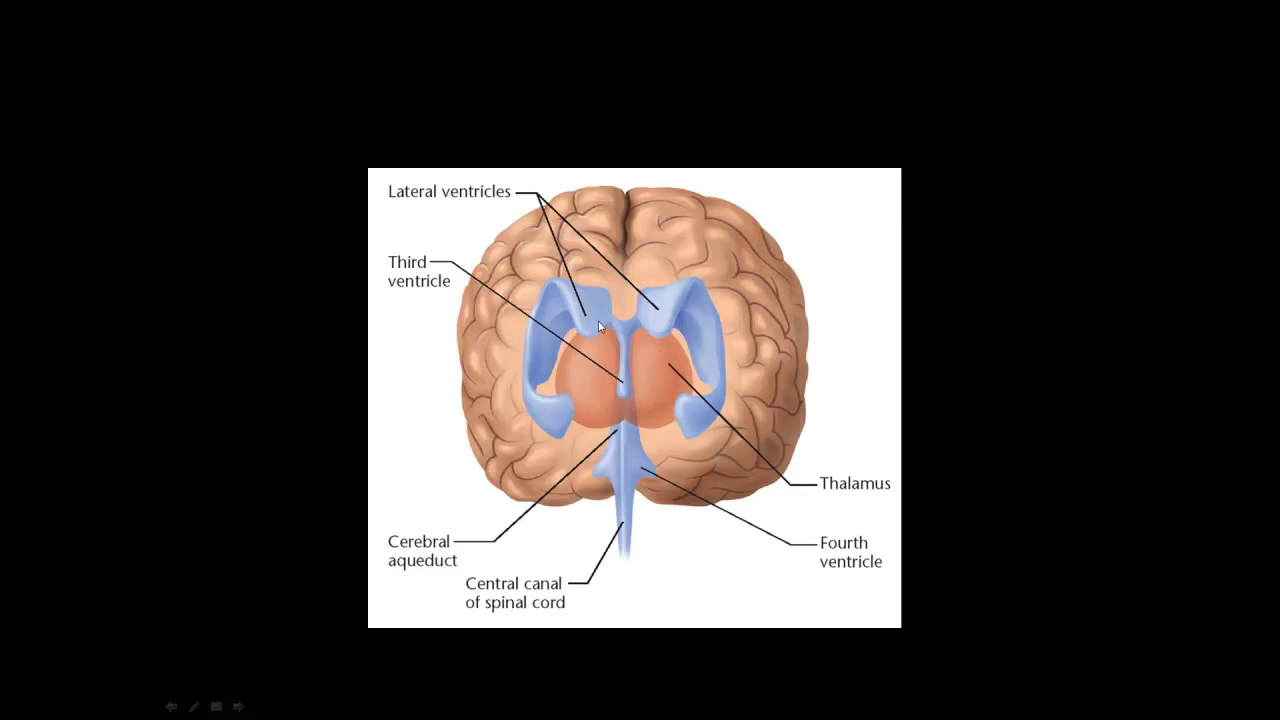 Lateral ventricles
Third
ventricle
Thalamus
Cerebral
aqueduct
Fourth
ventricle
Central canal
of spinal cord